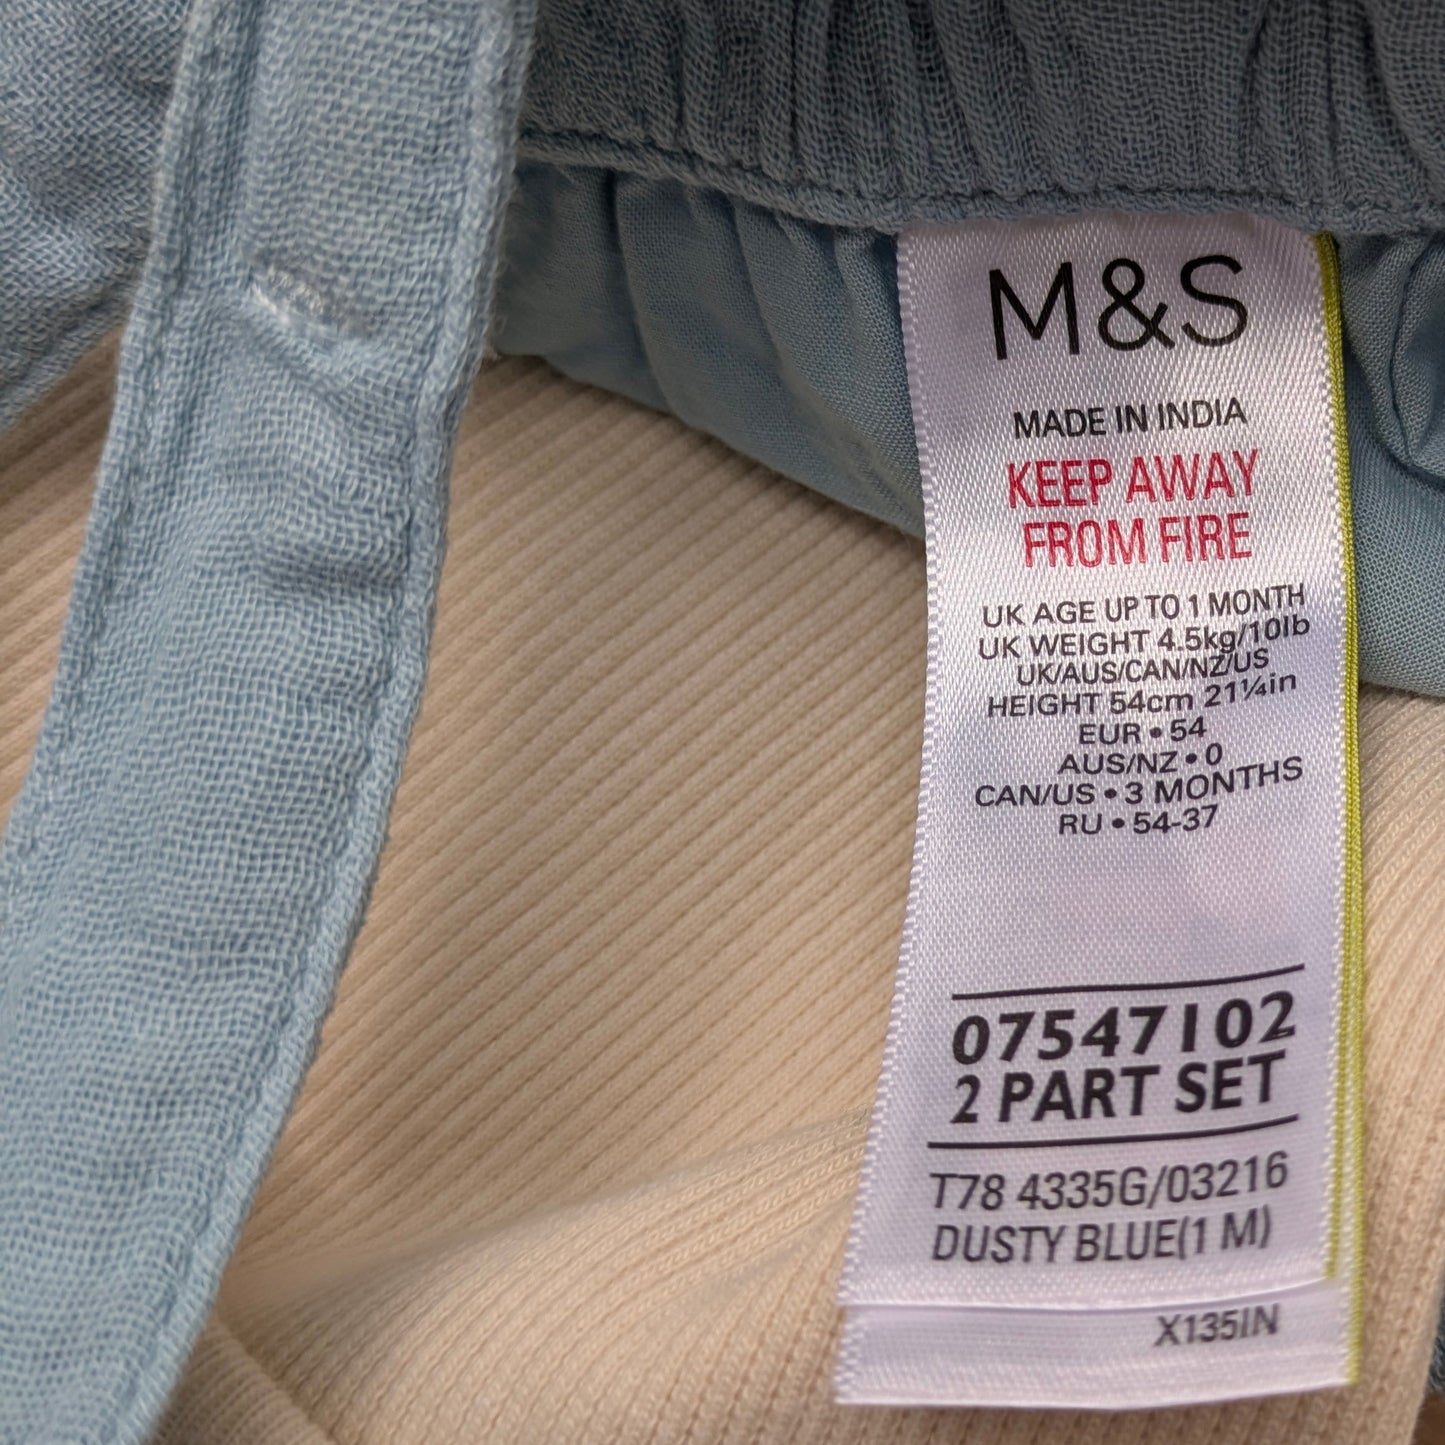 M&S
MADE IN INDIA
KEEP AWAY
FROM FIRE
UK AGE UP TO 1 MONTH
UK WEIGHT 4.5kg/10lb
UK/AUS/CAN/NZ/US
HEIGHT 54cm 21¼in
EUR • 54
AUS/NZ • 0
CAN/US • 3 MONTHS
RU • 54-37
07547102
2 PART SET
T78 4335G/03216
DUSTY BLUE(1 M)
X135IN